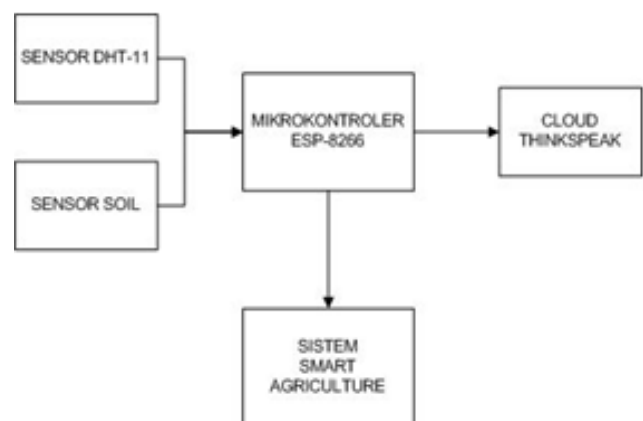 SENSOR DHT-11
SENSOR SOIL
MIKROKONTROLER
ESP-8266
CLOUD
THINKSPEAK
SISTEM
SMART
AGRICULTURE